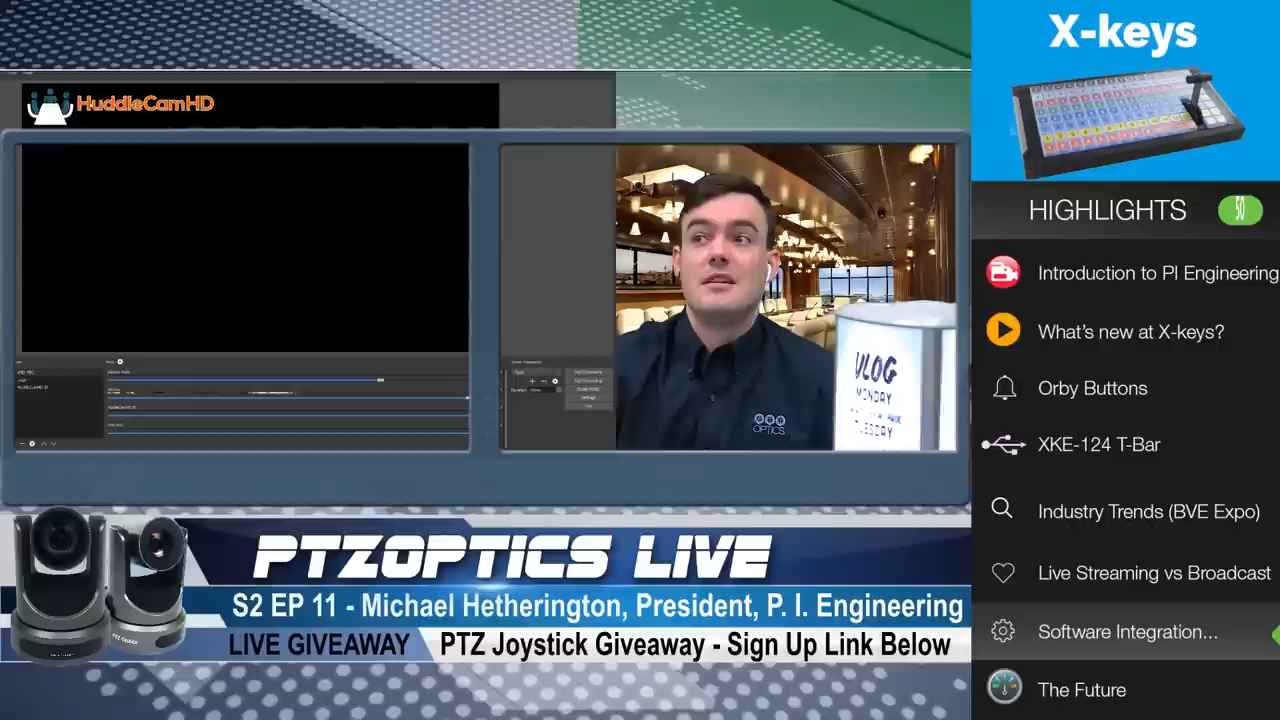 HuddleCamHD
VLOG
MONDAY
TUESDAY
OPTICS
PTZOPTICS LIVE
S2 EP 11 - Michael Hetherington, President, P. I. Engineering
LIVE GIVEAWAY
PTZ Joystick Giveaway - Sign Up Link Below
X-keys
HIGHLIGHTS
50
Introduction to PI Engineering
What's new at X-keys?
Orby Buttons
XKE-124 T-Bar
Industry Trends (BVE Expo)
Live Streaming vs Broadcast
Software Integration...
The Future